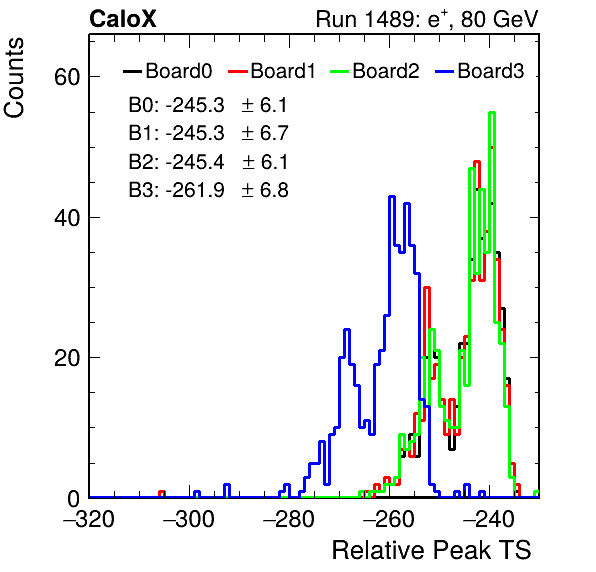 CaloX Run 1489: e⁺, 80 GeV
Counts
Board0 Board1 Board2 Board3
B0: -245.3 ± 6.1
B1: -245.3 ± 6.7
B2: -245.4 ± 6.1
B3: -261.9 ± 6.8
60
40
20
0
−320 −300 −280 −260 −240
Relative Peak TS